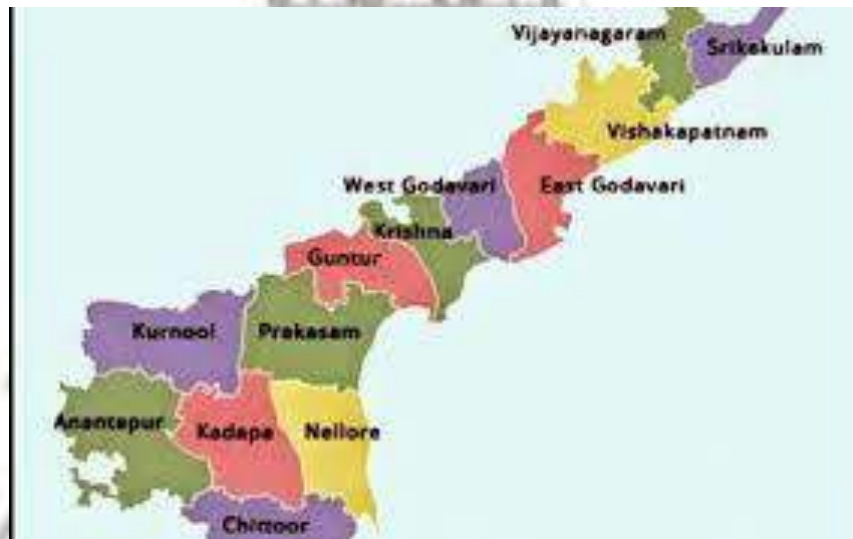 Vijayanagaram
Srikakulam
Vishakapatnam
West Godavari
East Godavari
Krishna
Guntur
Kurnool
Prakasam
Anantapur
Kadapa
Nellore
Chittoor